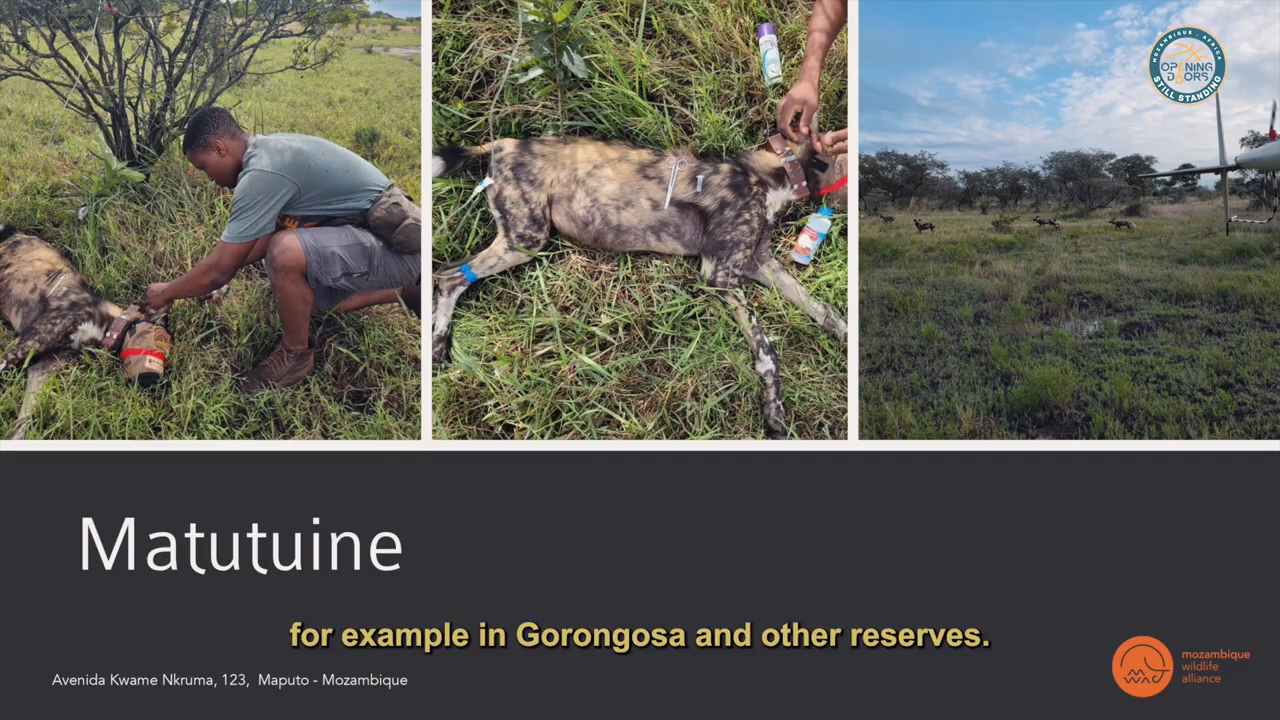 MOZAMBIQUE . AFRICA
OPENING
DOORS
STILL STANDING
Matutuine
for example in Gorongosa and other reserves.
Avenida Kwame Nkruma, 123, Maputo - Mozambique
mozambique
wildlife
alliance